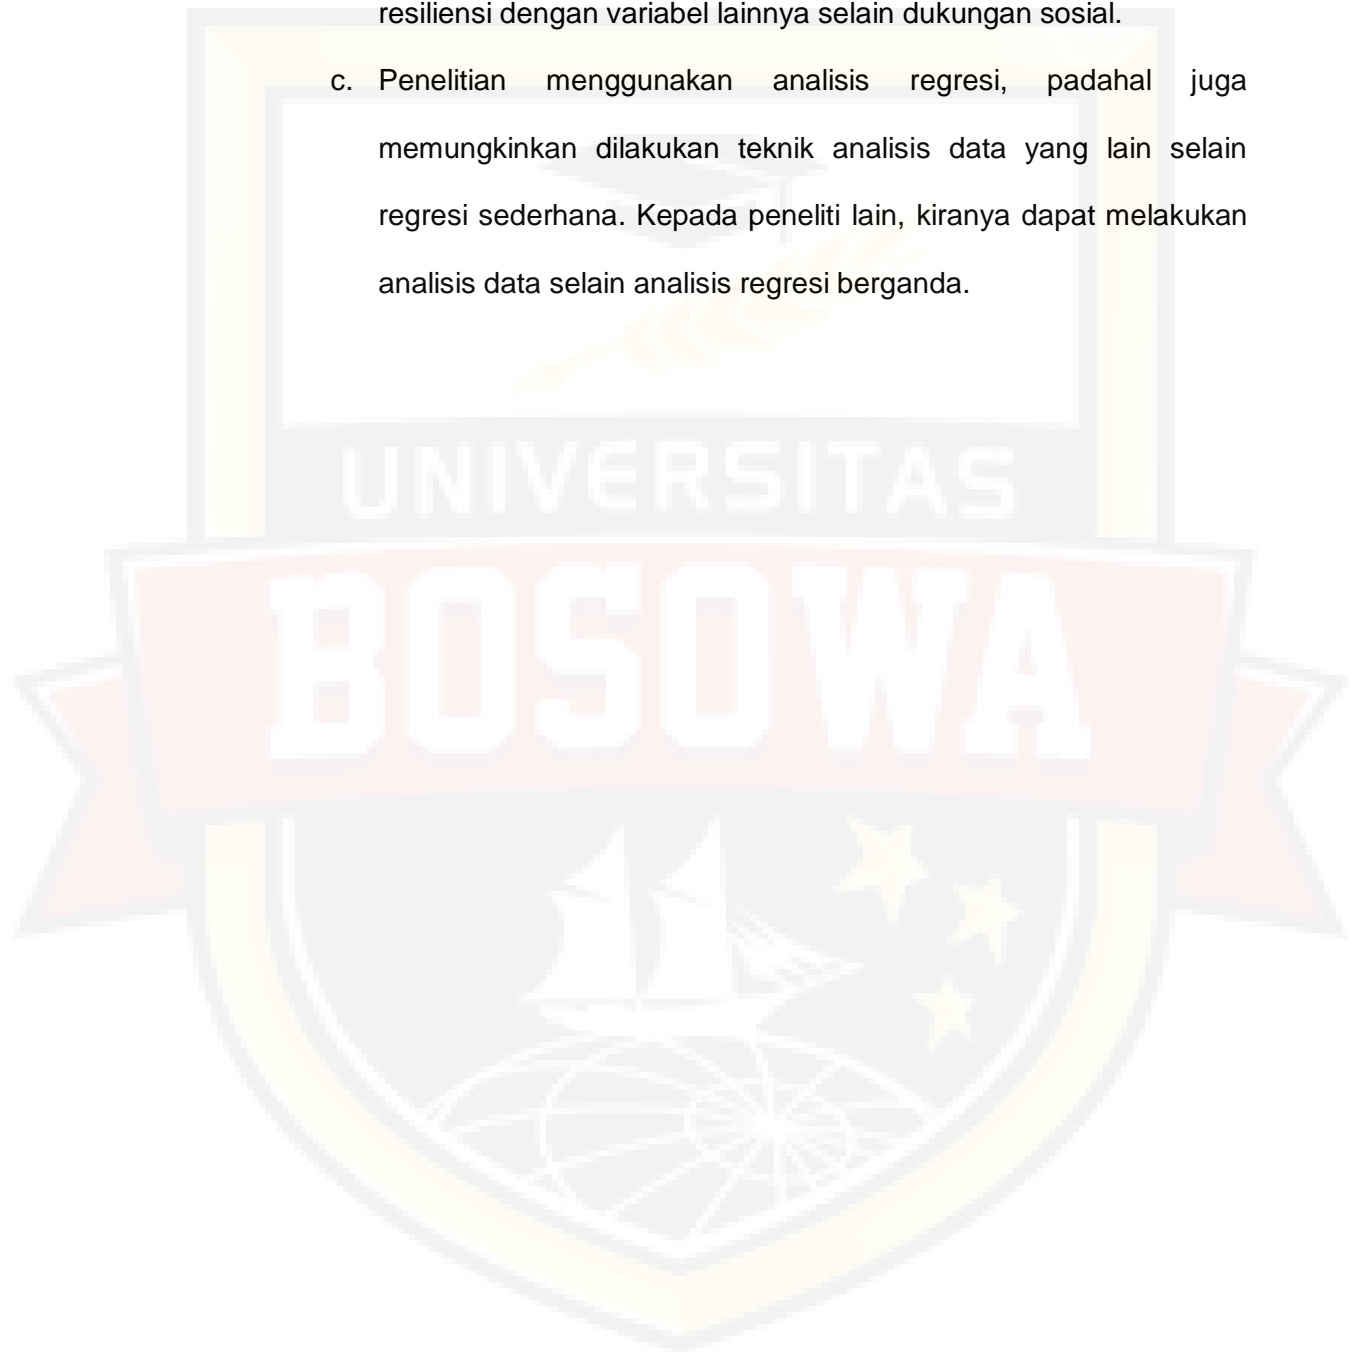 resiliensi dengan variabel lainnya selain dukungan sosial.
c. Penelitian menggunakan analisis regresi, padahal juga
memungkinkan dilakukan teknik analisis data yang lain selain
regresi sederhana. Kepada peneliti lain, kiranya dapat melakukan
analisis data selain analisis regresi berganda.
UNIVERSITAS
BOSOWA